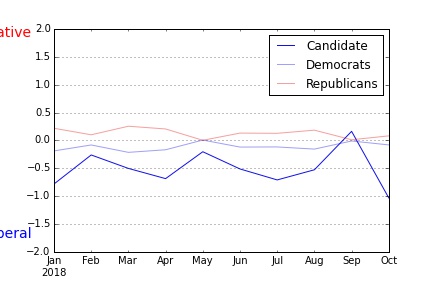 2.0
ative
Candidate
1.5
Democrats
Republicans
1.0
0.5
0.0
−0.5
−1.0
−1.5
beral
−2.0
Jan Feb Mar Apr May Jun Jul Aug Sep Oct
2018